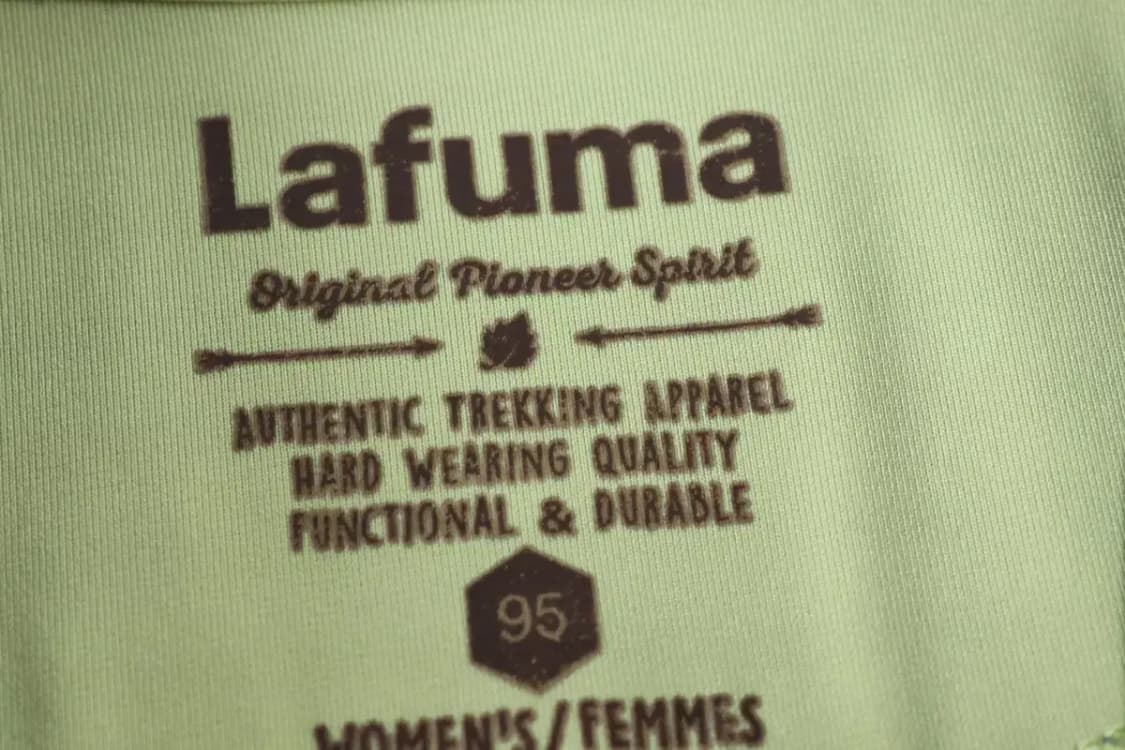 Lafuma
Original Pioneer Spirit
AUTHENTIC TREKKING APPAREL
HARD WEARING QUALITY
FUNCTIONAL & DURABLE
95
WOMEN'S/FEMMES